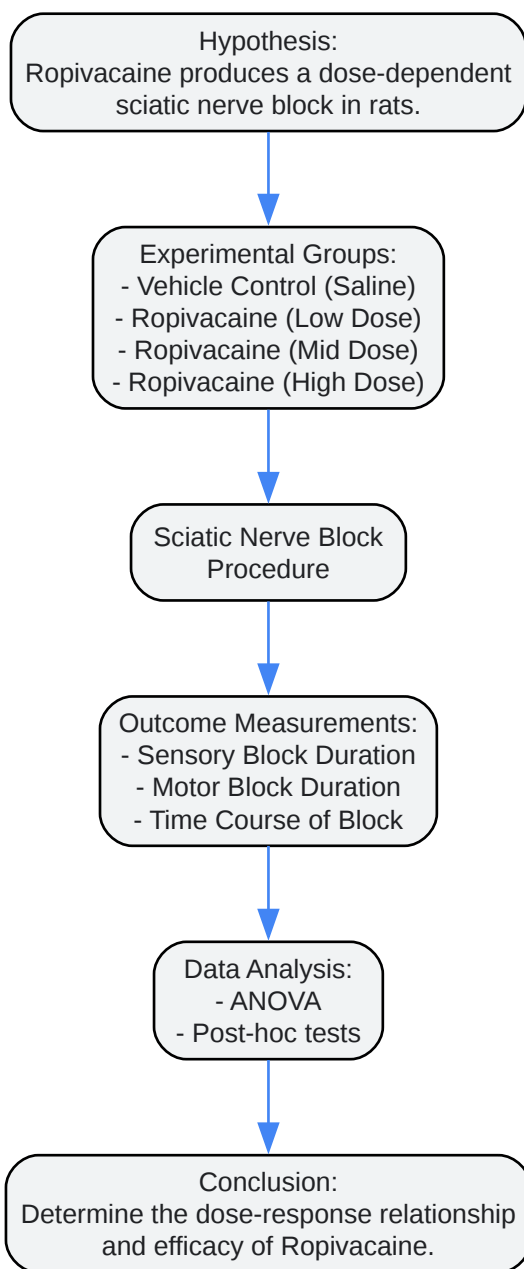 Hypothesis:
Ropivacaine produces a dose-dependent
sciatic nerve block in rats.
Experimental Groups:
- Vehicle Control (Saline)
- Ropivacaine (Low Dose)
- Ropivacaine (Mid Dose)
- Ropivacaine (High Dose)
Sciatic Nerve Block
Procedure
Outcome Measurements:
- Sensory Block Duration
- Motor Block Duration
- Time Course of Block
Data Analysis:
- ANOVA
- Post-hoc tests
Conclusion:
Determine the dose-response relationship
and efficacy of Ropivacaine.